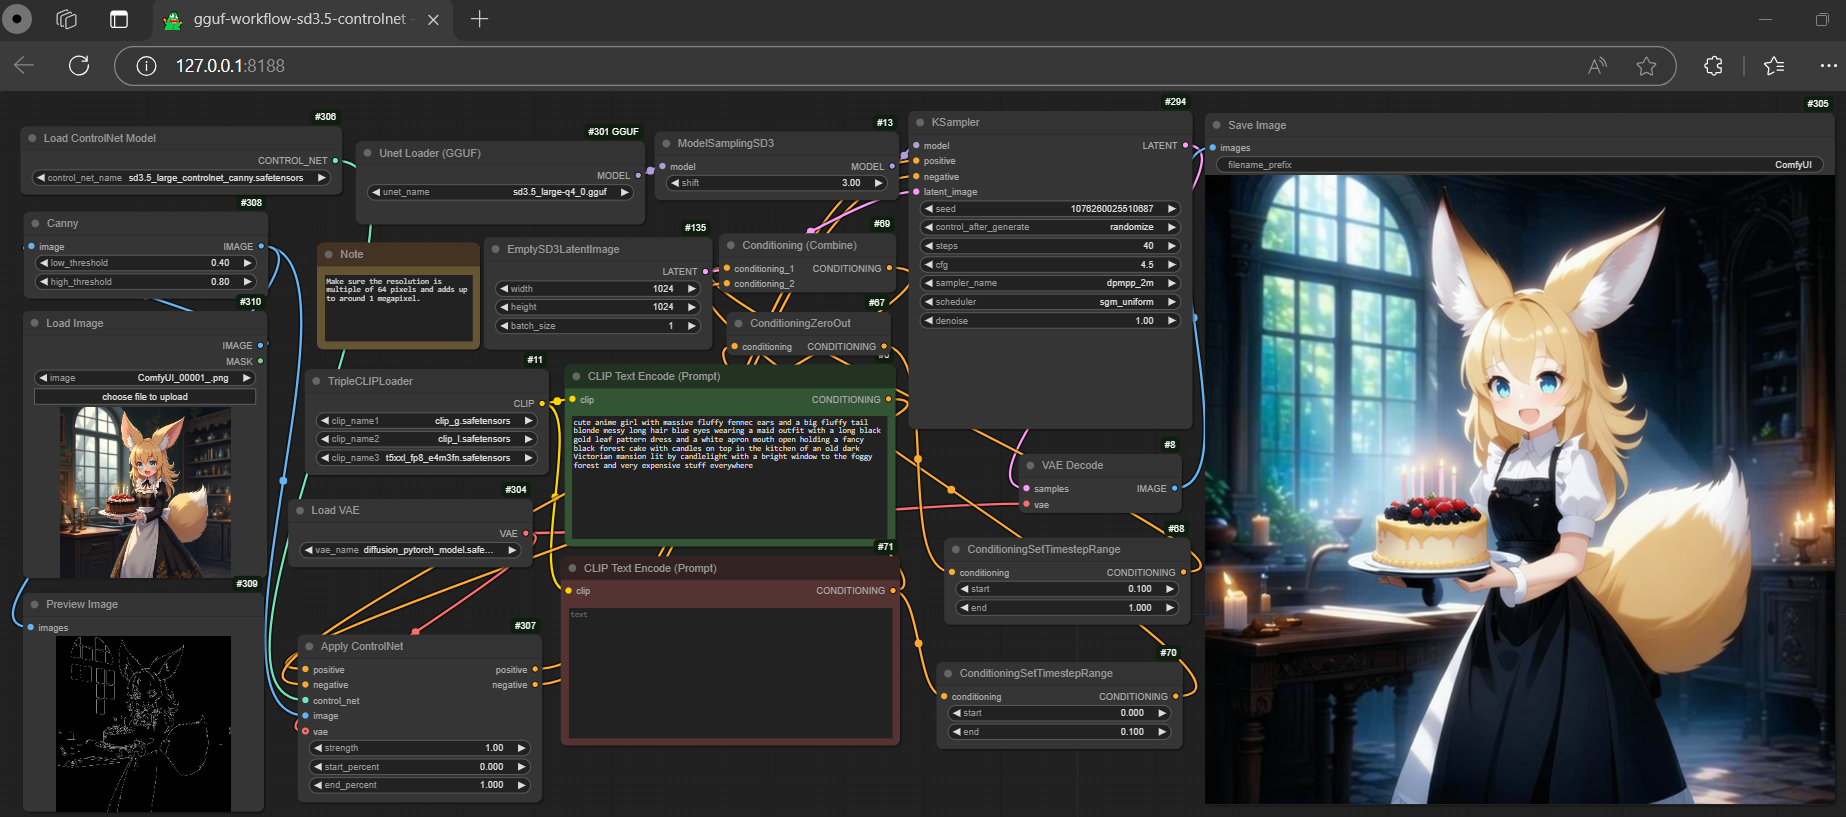 gguf-workflow-sd3.5-controlnet -
127.0.0.1:8188
#306
Load ControlNet Model
CONTROL_NET
control_net_name sd3.5_large_controlnet_canny.safetensors
#301 GGUF
Unet Loader (GGUF)
MODEL
unet_name sd3.5_large-q4_0.gguf
#13
ModelSamplingSD3
model MODEL
shift 3.00
#294
KSampler
model LATENT
positive
negative
latent_image
seed 1076260025510687
control_after_generate randomize
steps 40
cfg 4.5
sampler_name dpmpp_2m
scheduler sgm_uniform
denoise 1.00
#305
Save Image
images
filename_prefix ComfyUI
#308
Canny
image IMAGE
low_threshold 0.40
high_threshold 0.80
#310
Load Image
IMAGE
MASK
image ComfyUI_00001_.png
choose file to upload
#309
Preview Image
images
Note
Make sure the resolution is
multiple of 64 pixels and adds up
to around 1 megapixel.
#135
EmptySD3LatentImage
LATENT
width 1024
height 1024
batch_size 1
#69
Conditioning (Combine)
conditioning_1 CONDITIONING
conditioning_2
#67
ConditioningZeroOut
conditioning CONDITIONING
#11
TripleCLIPLoader
CLIP
clip_name1 clip_g.safetensors
clip_name2 clip_l.safetensors
clip_name3 t5xxl_fp8_e4m3fn.safetensors
CLIP Text Encode (Prompt)
clip CONDITIONING
cute anime girl with massive fluffy fennec ears and a big fluffy tail
blonde messy long hair blue eyes wearing a maid outfit with a long black
gold leaf pattern dress and a white apron mouth open holding a fancy
black forest cake with candles on top in the kitchen of an old dark
Victorian mansion lit by candlelight with a bright window to the foggy
forest and very expensive stuff everywhere
#304
Load VAE
VAE
vae_name diffusion_pytorch_model.safe...
#71
CLIP Text Encode (Prompt)
clip CONDITIONING
text
#307
Apply ControlNet
positive positive
negative negative
control_net
image
vae
strength 1.00
start_percent 0.000
end_percent 1.000
#8
VAE Decode
samples IMAGE
vae
#68
ConditioningSetTimestepRange
conditioning CONDITIONING
start 0.100
end 1.000
#70
ConditioningSetTimestepRange
conditioning CONDITIONING
start 0.000
end 0.100